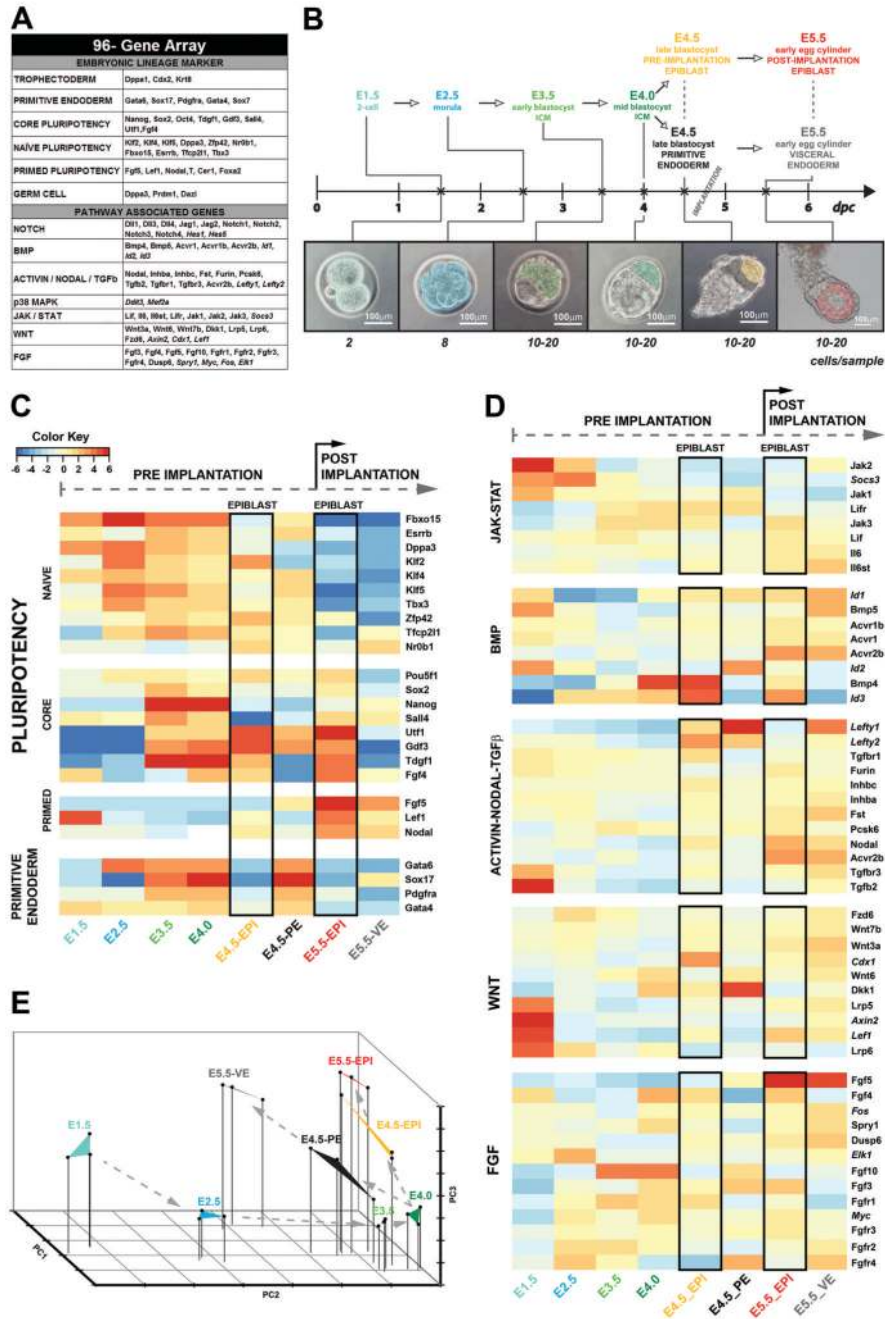 A
96- Gene Array
EMBRYONIC LINEAGE MARKER
TROPHECTODERM Dppa1, Cdx2, Krt8
PRIMITIVE ENDODERM Gata6, Sox17, Pdgfra, Gata4, Sox7
CORE PLURIPOTENCY Nanog, Sox2, Oct4, Tdgf1, Gdf3, Sall4,
Utf1,Fgf4
NAÏVE PLURIPOTENCY Klf2, Klf4, Klf5, Dppa3, Zfp42, Nr0b1,
Fbxo15, Esrrb, Tfcp2l1, Tbx3
PRIMED PLURIPOTENCY Fgf5, Lef1, Nodal,T, Cer1, Foxa2
GERM CELL Dppa3, Prdm1, Dazl
PATHWAY ASSOCIATED GENES
NOTCH Dll1, Dll3, Dll4, Jag1, Jag2, Notch1, Notch2,
Notch3, Notch4, Hes1, Hes5
BMP Bmp4, Bmp5, Acvr1, Acvr1b, Acvr2b, Id1,
Id2, Id3
ACTIVIN / NODAL / TGFb Nodal, Inhba, Inhbc, Fst, Furin, Pcsk6,
Tgfb2, Tgfbr1, Tgfbr3, Acvr2b, Lefty1, Lefty2
p38 MAPK Ddit3, Mef2a
JAK / STAT Lif, Il6, Il6st, Lifr, Jak1, Jak2, Jak3, Socs3
WNT Wnt3a, Wnt6, Wnt7b, Dkk1, Lrp5, Lrp6,
Fzd6, Axin2, Cdx1, Lef1
FGF Fgf3, Fgf4, Fgf5, Fgf10, Fgfr1, Fgfr2, Fgfr3,
Fgfr4, Dusp6, Spry1, Myc, Fos, Elk1
B
E1.5
2-cell
E2.5
morula
E3.5
early blastocyst
ICM
E4.0
mid blastocyst
ICM
E4.5
late blastocyst
PRE-IMPLANTATION
EPIBLAST
E5.5
early egg cylinder
POST-IMPLANTATION
EPIBLAST
E4.5
late blastocyst
PRIMITIVE
ENDODERM
E5.5
early egg cylinder
VISCERAL
ENDODERM
IMPLANTATION
0 1 2 3 4 5 6 dpc
100µm 100µm 100µm 100µm 100µm 100µm
2 8 10-20 10-20 10-20 10-20
cells/sample
C
Color Key
-6 -4 -2 0 2 4 6
PRE IMPLANTATION
POST
IMPLANTATION
EPIBLAST EPIBLAST
PLURIPOTENCY
NAIVE
Fbxo15
Esrrb
Dppa3
Klf2
Klf4
Klf5
Tbx3
Zfp42
Tfcp2l1
Nr0b1
CORE
Pou5f1
Sox2
Nanog
Sall4
Utf1
Gdf3
Tdgf1
Fgf4
PRIMED
Fgf5
Lef1
Nodal
PRIMITIVE
ENDODERM
Gata6
Sox17
Pdgfra
Gata4
E1.5 E2.5 E3.5 E4.0 E4.5-EPI E4.5-PE E5.5-EPI E5.5-VE
D
PRE IMPLANTATION
POST
IMPLANTATION
EPIBLAST EPIBLAST
JAK-STAT
Jak2
Socs3
Jak1
Lifr
Jak3
Lif
Il6
Il6st
BMP
Id1
Bmp5
Acvr1b
Acvr1
Acvr2b
Id2
Bmp4
Id3
ACTIVIN-NODAL-TGFβ
Lefty1
Lefty2
Tgfbr1
Furin
Inhbc
Inhba
Fst
Pcsk6
Nodal
Acvr2b
Tgfbr3
Tgfb2
WNT
Fzd6
Wnt7b
Wnt3a
Cdx1
Wnt6
Dkk1
Lrp5
Axin2
Lef1
Lrp6
FGF
Fgf5
Fgf4
Fos
Spry1
Dusp6
Elk1
Fgf10
Fgf3
Fgfr1
Myc
Fgfr3
Fgfr2
Fgfr4
E1.5 E2.5 E3.5 E4.0 E4.5_EPI E4.5_PE E5.5_EPI E5.5_VE
E
E1.5
E2.5
E5.5-VE
E5.5-EPI
E4.5-PE
E4.5-EPI
E3.5
E4.0
PC1
PC2
PC3